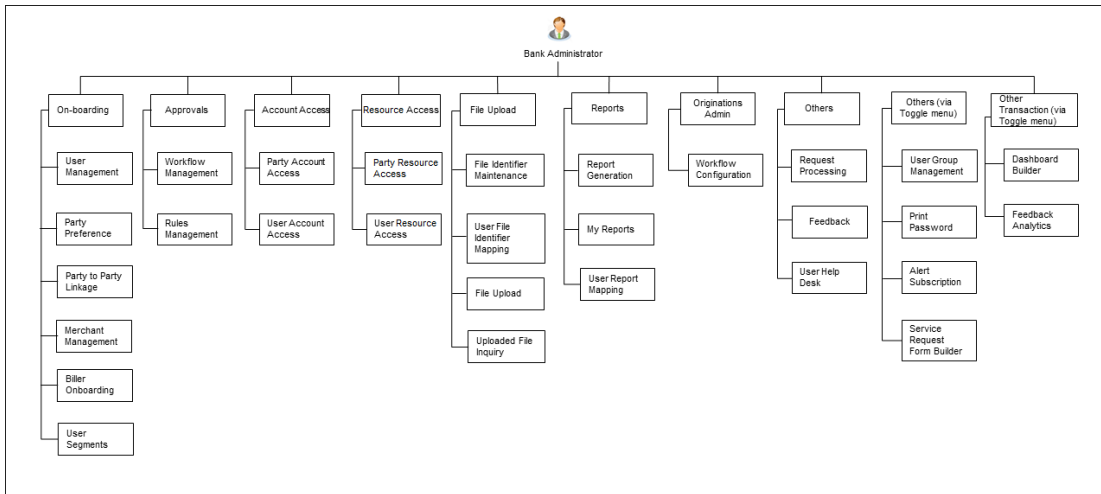 Bank Administrator
On-boarding
User
Management
Party
Preference
Party to Party
Linkage
Merchant
Management
Biller
Onboarding
User
Segments
Approvals
Workflow
Management
Rules
Management
Account Access
Party Account
Access
User Account
Access
Resource Access
Party Resource
Access
User Resource
Access
File Upload
File Identifier
Maintenance
User File
Identifier
Mapping
File Upload
Uploaded File
Inquiry
Reports
Report
Generation
My Reports
User Report
Mapping
Originations
Admin
Workflow
Configuration
Others
Request
Processing
Feedback
User Help
Desk
Others (via
Toggle menu)
User Group
Management
Print
Password
Alert
Subscription
Service
Request
Form Builder
Other
Transaction (via
Toggle menu)
Dashboard
Builder
Feedback
Analytics